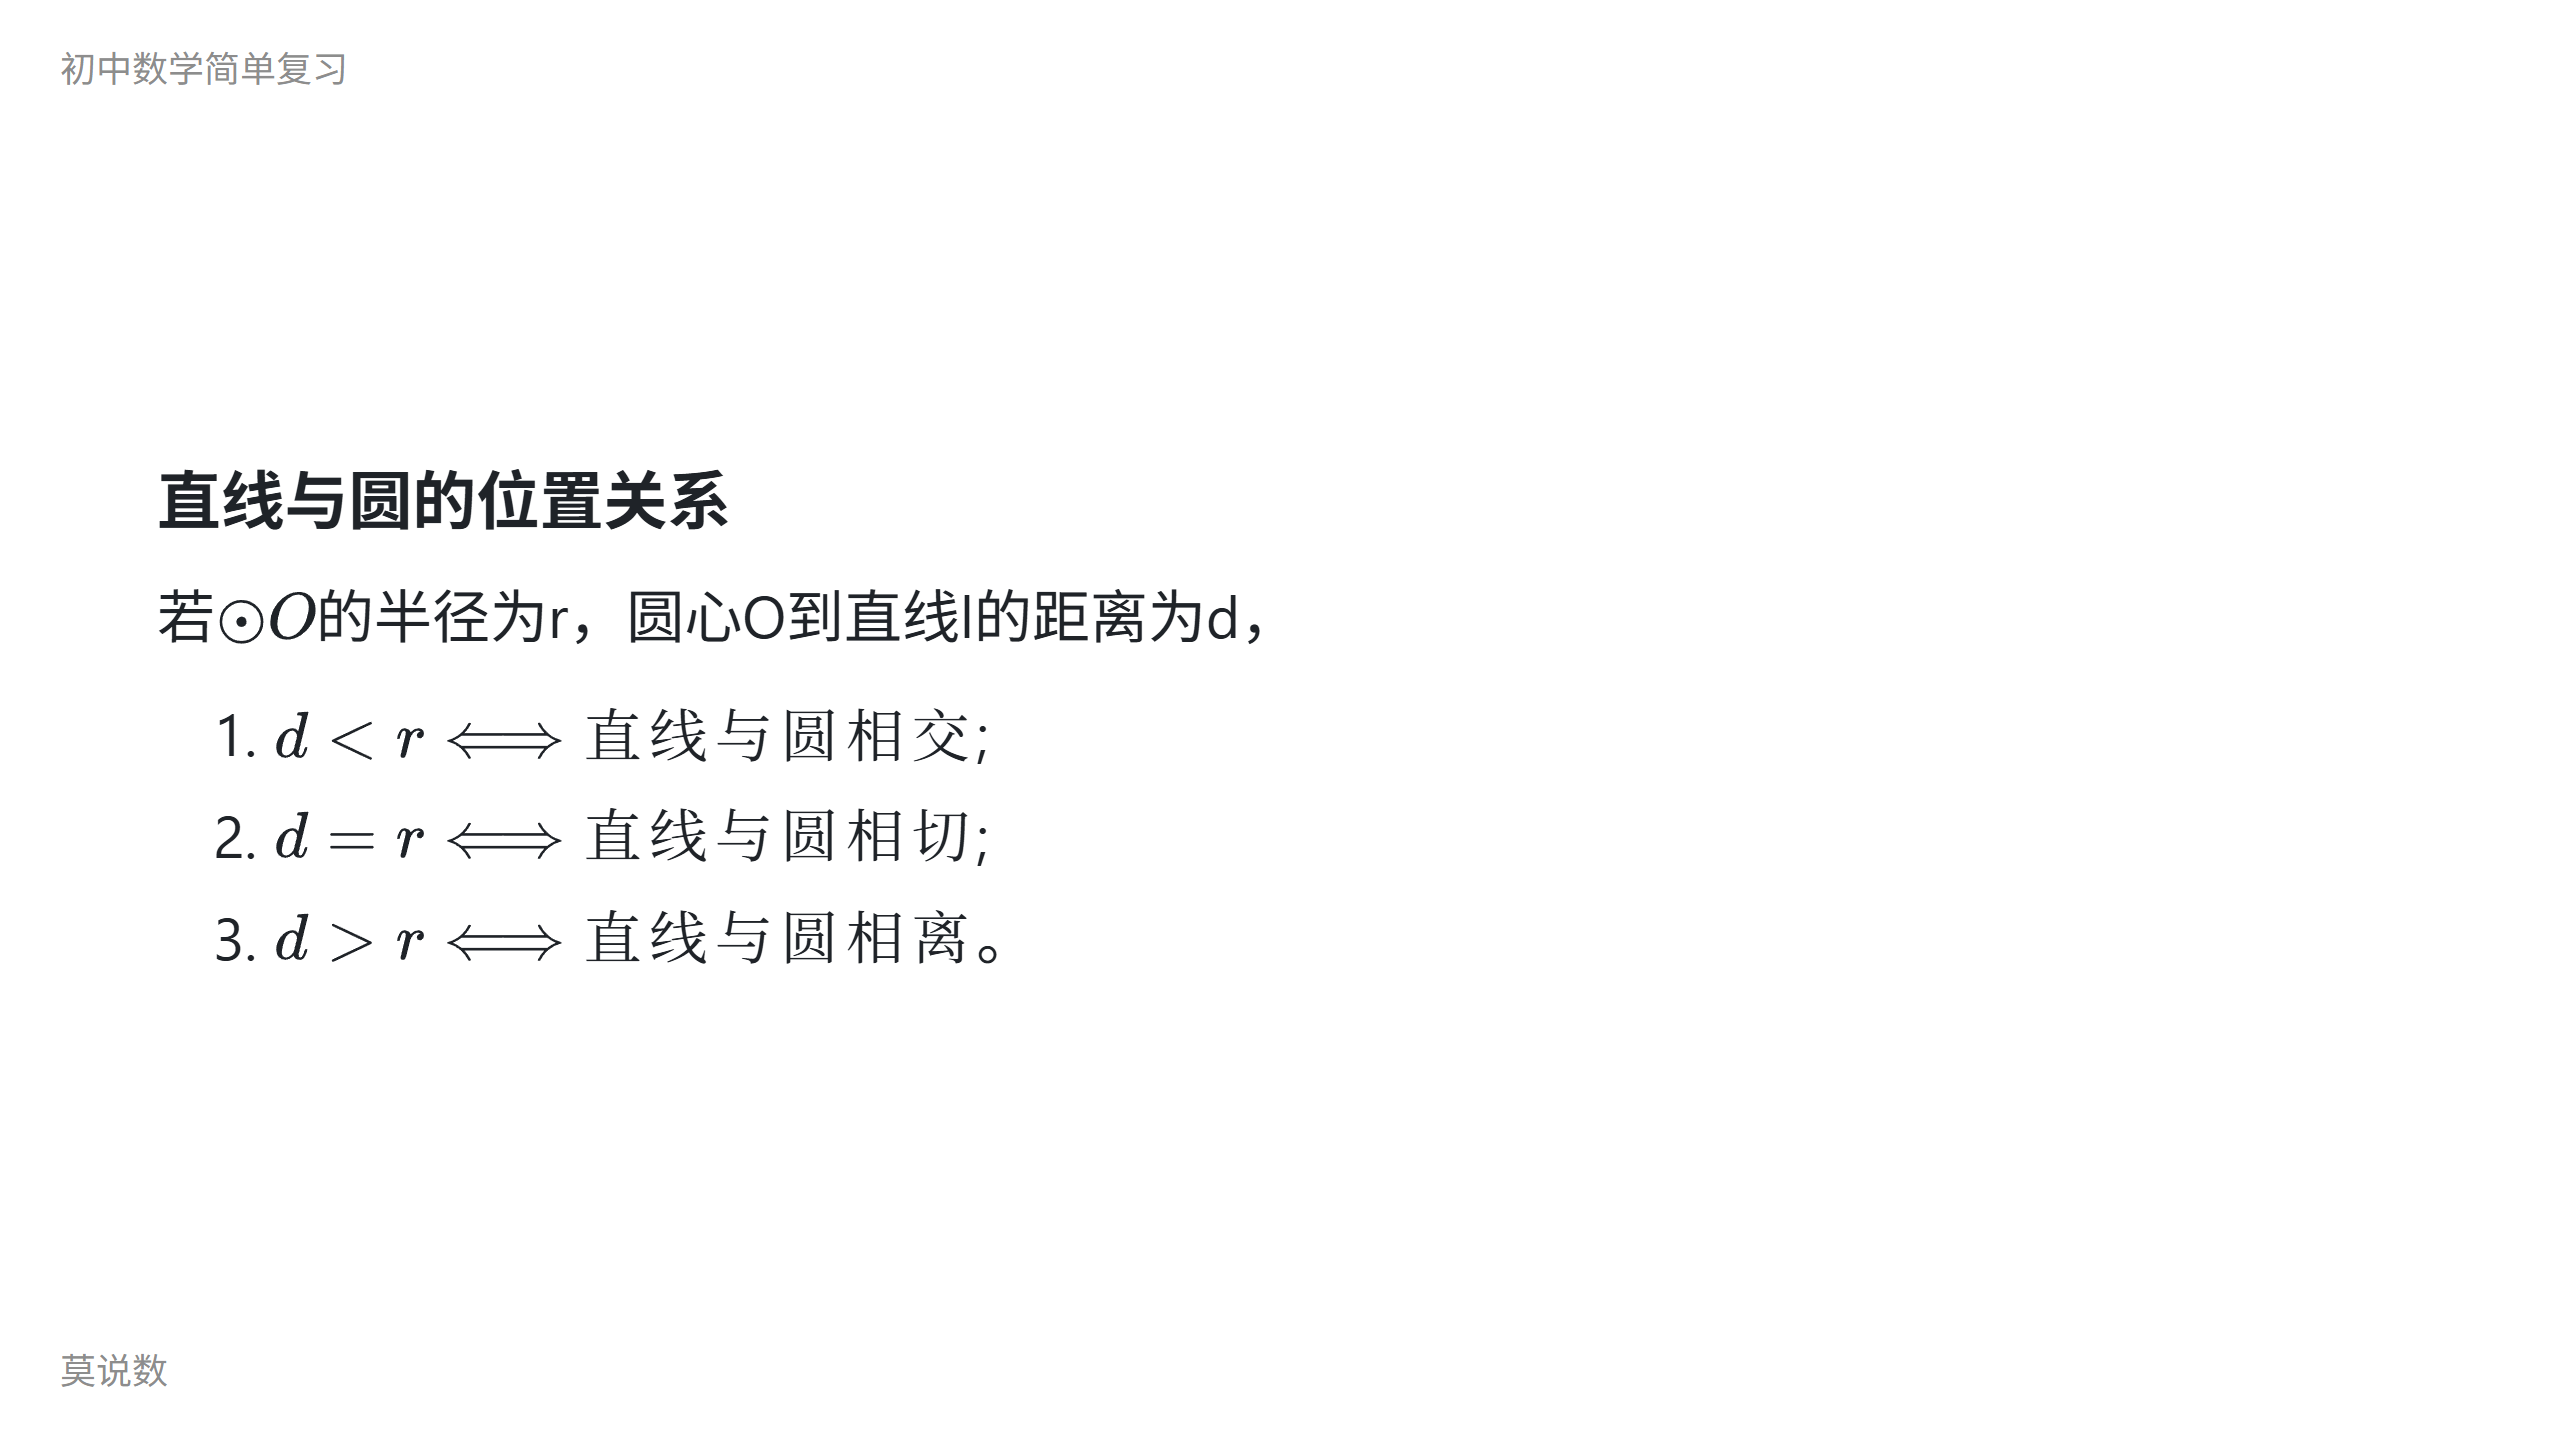 初中数学简单复习
直线与圆的位置关系
若⊙O的半径为r，圆心O到直线l的距离为d，
1. d < r ⟺ 直线与圆相交;
2. d = r ⟺ 直线与圆相切;
3. d > r ⟺ 直线与圆相离。
莫说数